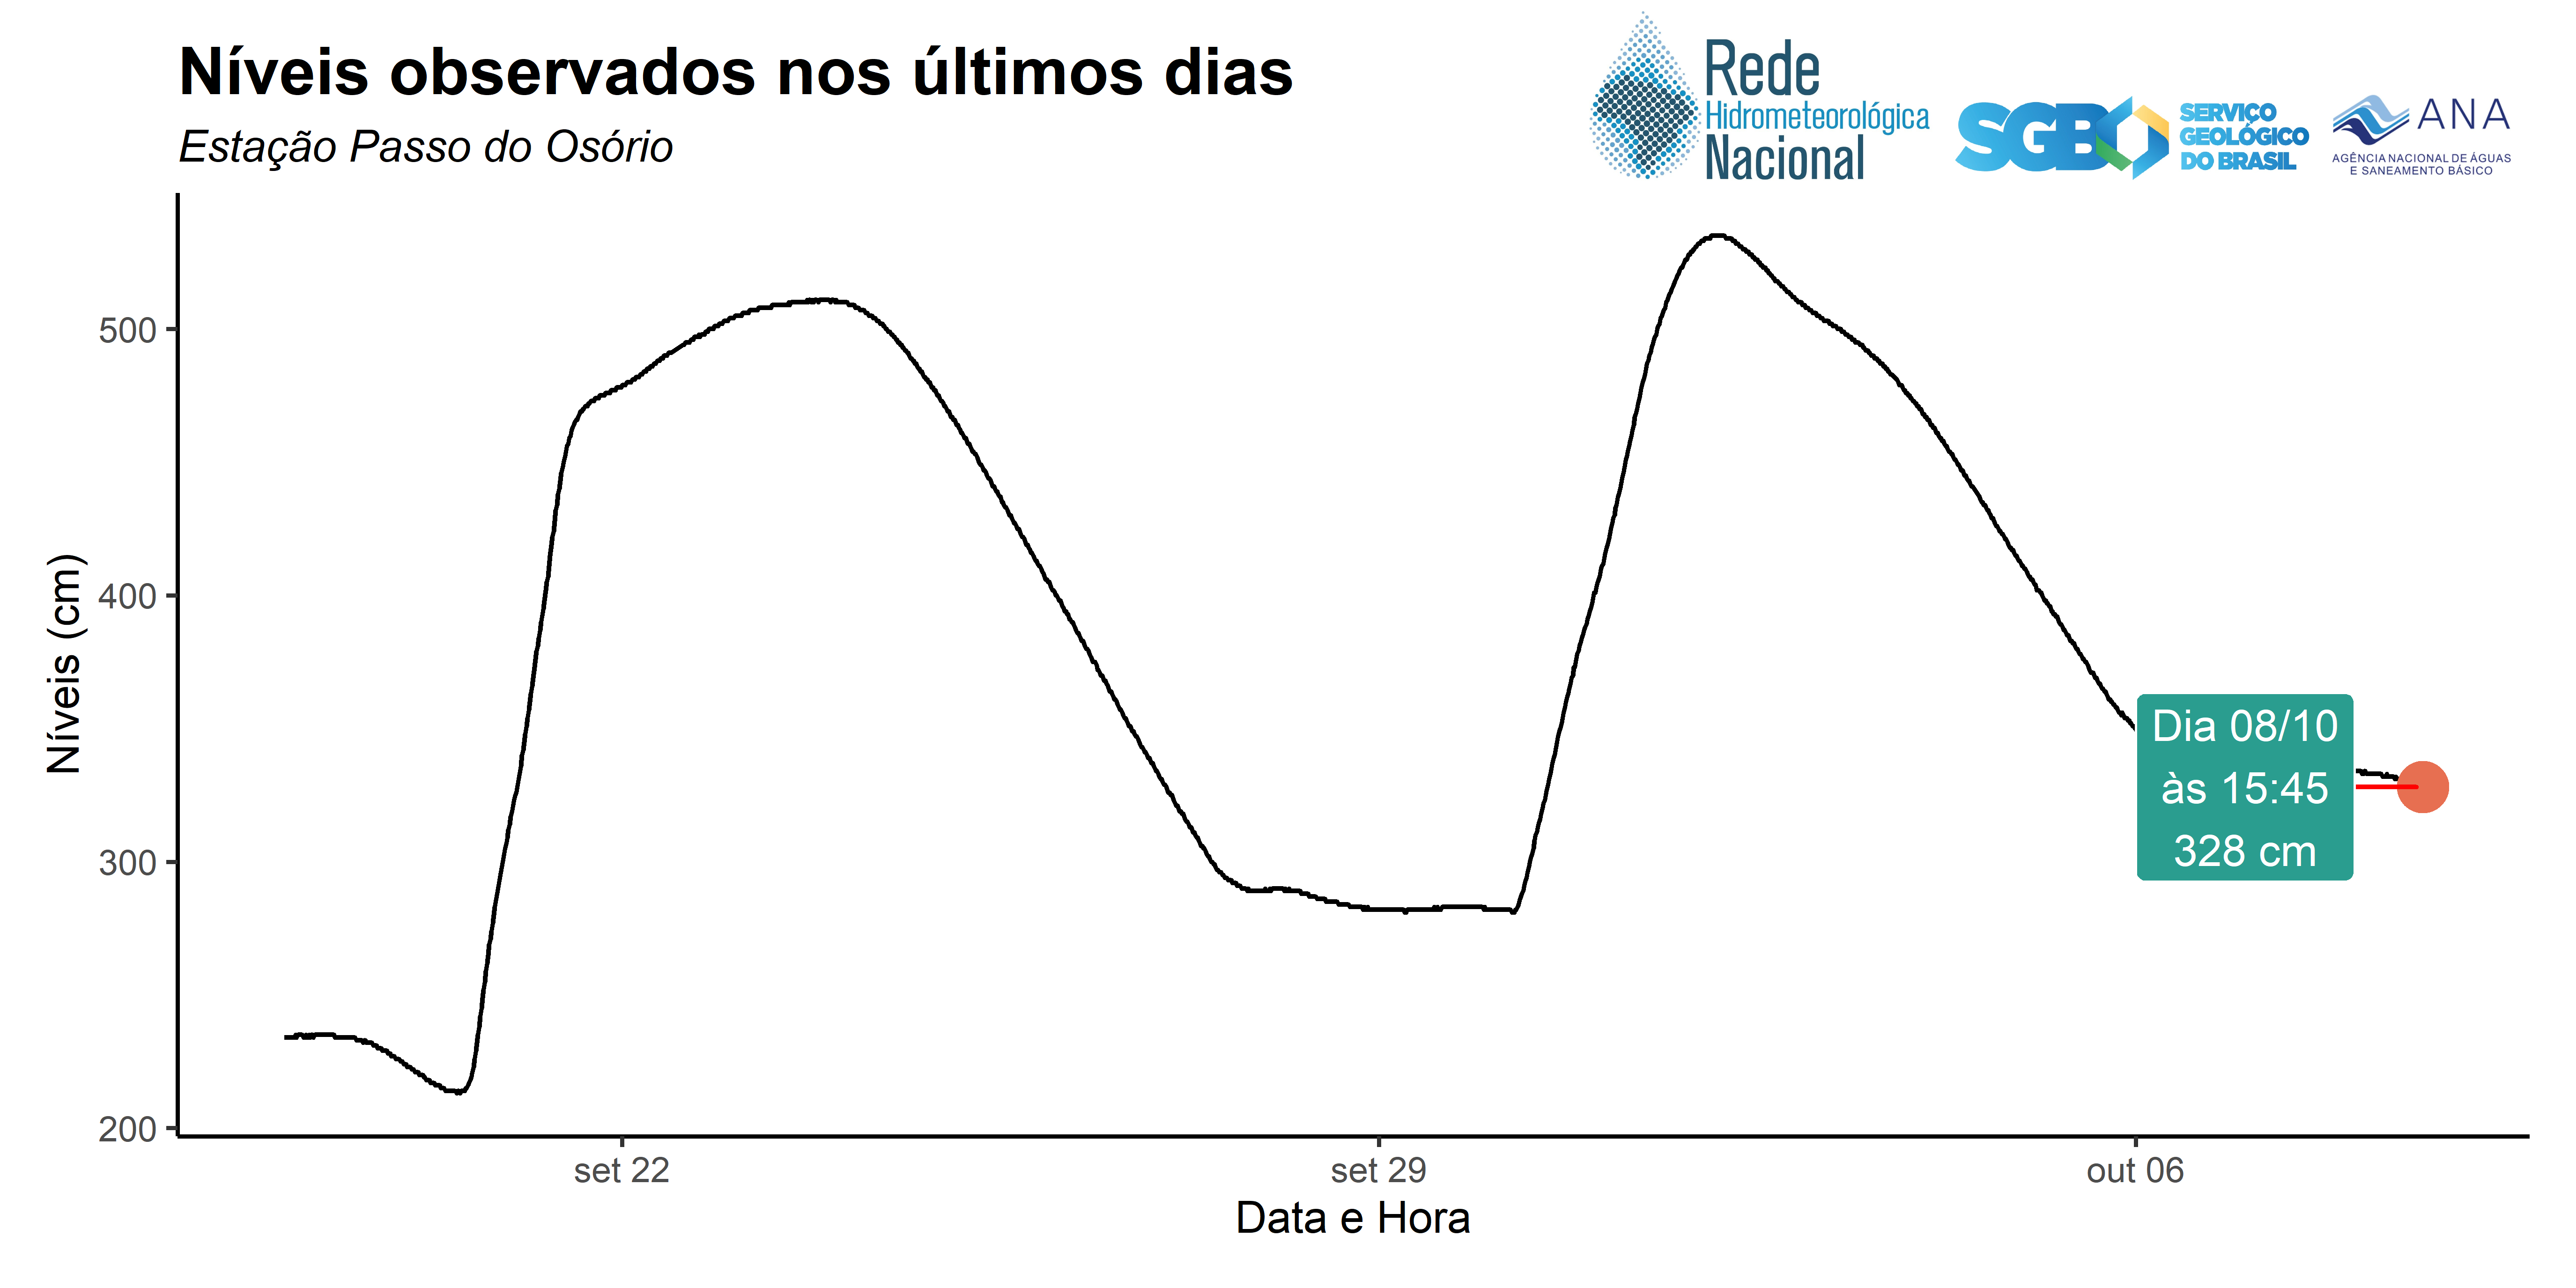 Níveis observados nos últimos dias
Estação Passo do Osório
Rede
Hidrometeorológica
Nacional
SGB
SERVIÇO
GEOLÓGICO
DO BRASIL
ANA
AGÊNCIA NACIONAL DE ÁGUAS
E SANEAMENTO BÁSICO
Níveis (cm)
500
400
300
200
Dia 08/10
às 15:45
328 cm
set 22
set 29
out 06
Data e Hora